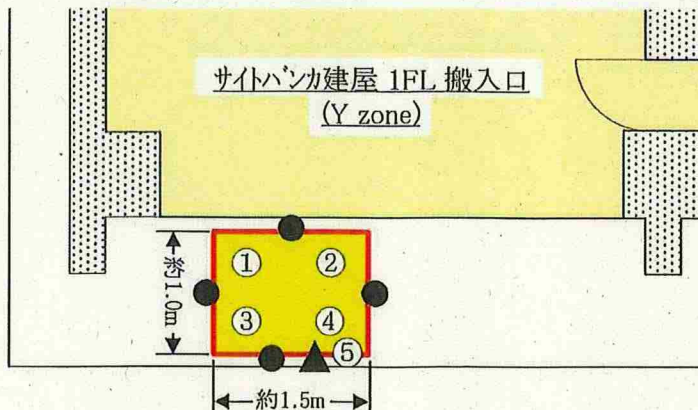 サイトバンカ建屋 1FL 搬入口
(Y zone)
① ②
約1.0m
③ ④
⑤
約1.5m